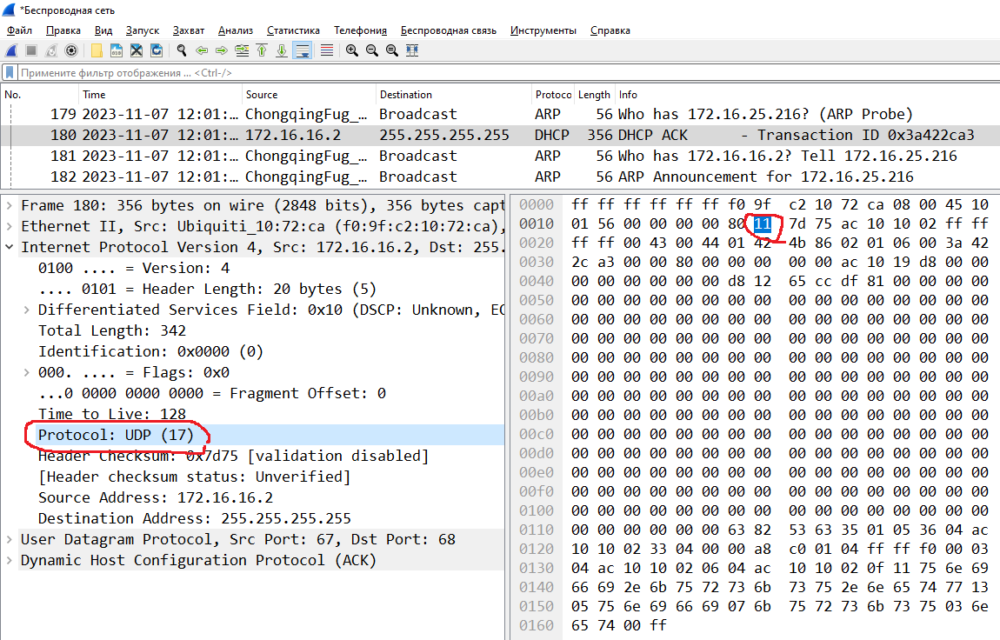 *Беспроводная сеть
Файл Правка Вид Запуск Захват Анализ Статистика Телефония Беспроводная связь Инструменты Справка
Примените фильтр отображения ... <Ctrl-/>
No. Time Source Destination Protoco Length Info
179 2023-11-07 12:01:… ChongqingFug_… Broadcast ARP 56 Who has 172.16.25.216? (ARP Probe)
180 2023-11-07 12:01:… 172.16.16.2 255.255.255.255 DHCP 356 DHCP ACK - Transaction ID 0x3a422ca3
181 2023-11-07 12:01:… ChongqingFug_… Broadcast ARP 56 Who has 172.16.16.2? Tell 172.16.25.216
182 2023-11-07 12:01:… ChongqingFug_… Broadcast ARP 56 ARP Announcement for 172.16.25.216
Frame 180: 356 bytes on wire (2848 bits), 356 bytes capt
Ethernet II, Src: Ubiquiti_10:72:ca (f0:9f:c2:10:72:ca),
Internet Protocol Version 4, Src: 172.16.16.2, Dst: 255.
0100 .... = Version: 4
.... 0101 = Header Length: 20 bytes (5)
Differentiated Services Field: 0x10 (DSCP: Unknown, EC
Total Length: 342
Identification: 0x0000 (0)
000. .... = Flags: 0x0
...0 0000 0000 0000 = Fragment Offset: 0
Time to Live: 128
Protocol: UDP (17)
Header Checksum: 0x7d75 [validation disabled]
[Header checksum status: Unverified]
Source Address: 172.16.16.2
Destination Address: 255.255.255.255
User Datagram Protocol, Src Port: 67, Dst Port: 68
Dynamic Host Configuration Protocol (ACK)
0000 ff ff ff ff ff ff f0 9f c2 10 72 ca 08 00 45 10
0010 01 56 00 00 00 00 80 11 7d 75 ac 10 10 02 ff ff
0020 ff ff 00 43 00 44 01 42 4b 86 02 01 06 00 3a 42
0030 2c a3 00 00 80 00 00 00 00 00 ac 10 19 d8 00 00
0040 00 00 00 00 00 00 d8 12 65 cc df 81 00 00 00 00
0050 00 00 00 00 00 00 00 00 00 00 00 00 00 00 00 00
0060 00 00 00 00 00 00 00 00 00 00 00 00 00 00 00 00
0070 00 00 00 00 00 00 00 00 00 00 00 00 00 00 00 00
0080 00 00 00 00 00 00 00 00 00 00 00 00 00 00 00 00
0090 00 00 00 00 00 00 00 00 00 00 00 00 00 00 00 00
00a0 00 00 00 00 00 00 00 00 00 00 00 00 00 00 00 00
00b0 00 00 00 00 00 00 00 00 00 00 00 00 00 00 00 00
00c0 00 00 00 00 00 00 00 00 00 00 00 00 00 00 00 00
00d0 00 00 00 00 00 00 00 00 00 00 00 00 00 00 00 00
00e0 00 00 00 00 00 00 00 00 00 00 00 00 00 00 00 00
00f0 00 00 00 00 00 00 00 00 00 00 00 00 00 00 00 00
0100 00 00 00 00 00 00 00 00 00 00 00 00 00 00 00 00
0110 00 00 00 00 00 00 63 82 53 63 35 01 05 36 04 ac
0120 10 10 02 33 04 00 00 a8 c0 01 04 ff ff f0 00 03
0130 04 ac 10 10 02 06 04 ac 10 10 02 0f 11 75 6e 69
0140 66 69 2e 6b 75 72 73 6b 73 75 2e 6e 65 74 77 13
0150 05 75 6e 69 66 69 07 6b 75 72 73 6b 73 75 03 6e
0160 65 74 00 ff